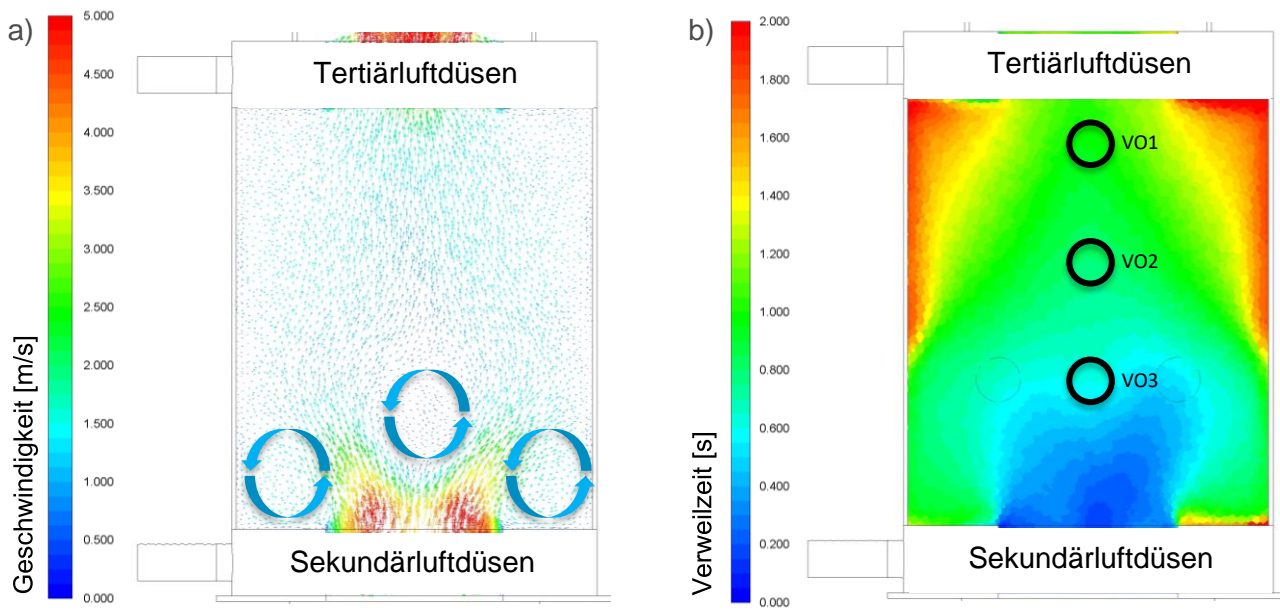 a)
Geschwindigkeit [m/s]
5.000
4.500
4.000
3.500
3.000
2.500
2.000
1.500
1.000
0.500
0.000
Tertiärluftdüsen
Sekundärluftdüsen
b)
Verweilzeit [s]
2.000
1.800
1.600
1.400
1.200
1.000
0.800
0.600
0.400
0.200
0.000
Tertiärluftdüsen
VO1
VO2
VO3
Sekundärluftdüsen